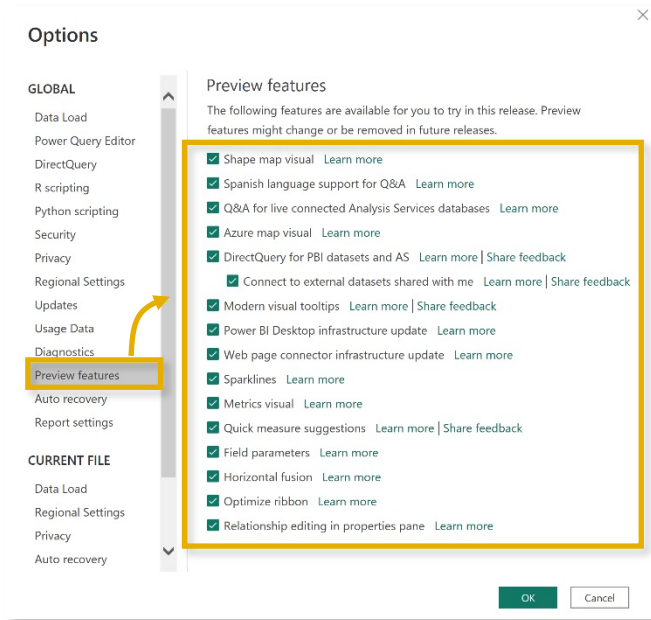 Options
GLOBAL
Data Load
Power Query Editor
DirectQuery
R scripting
Python scripting
Security
Privacy
Regional Settings
Updates
Usage Data
Diagnostics
Preview features
Auto recovery
Report settings
CURRENT FILE
Data Load
Regional Settings
Privacy
Auto recovery
Preview features
The following features are available for you to try in this release. Preview
features might change or be removed in future releases.
Shape map visual Learn more
Spanish language support for Q&A Learn more
Q&A for live connected Analysis Services databases Learn more
Azure map visual Learn more
DirectQuery for PBI datasets and AS Learn more | Share feedback
Connect to external datasets shared with me Learn more | Share feedback
Modern visual tooltips Learn more | Share feedback
Power BI Desktop infrastructure update Learn more
Web page connector infrastructure update Learn more
Sparklines Learn more
Metrics visual Learn more
Quick measure suggestions Learn more | Share feedback
Field parameters Learn more
Horizontal fusion Learn more
Optimize ribbon Learn more
Relationship editing in properties pane Learn more
OK Cancel